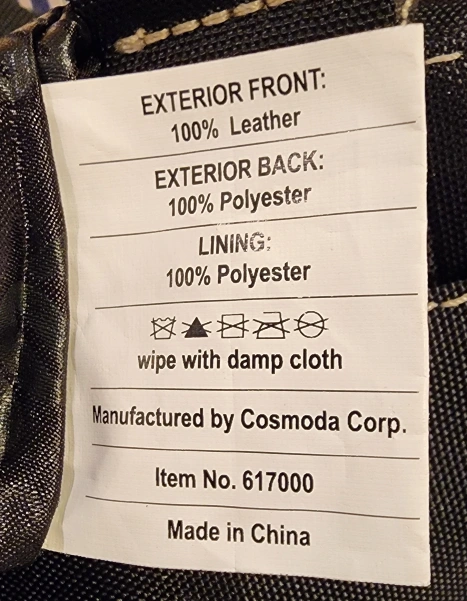 EXTERIOR FRONT:
100% Leather
EXTERIOR BACK:
100% Polyester
LINING:
100% Polyester
wipe with damp cloth
Manufactured by Cosmoda Corp.
Item No. 617000
Made in China